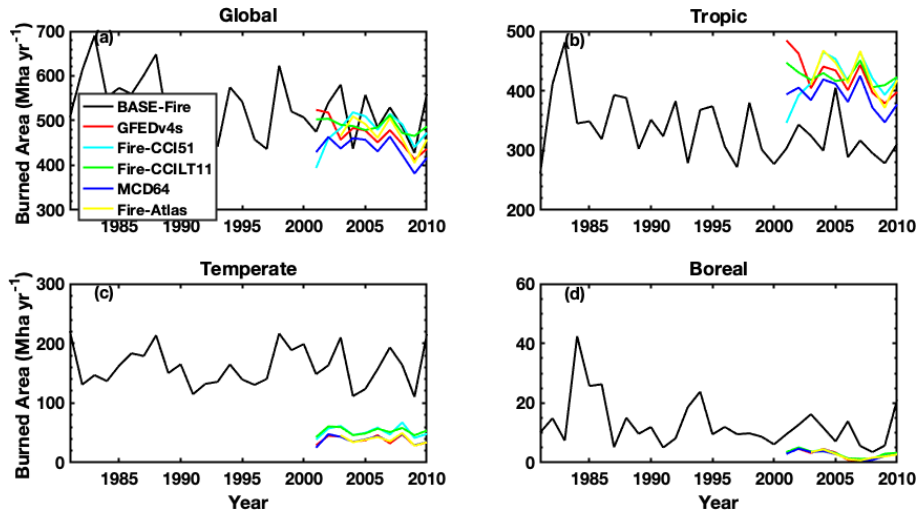 Global
Tropic
700
600
500
400
300
Burned Area (Mha yr⁻¹)
(a)
BASE-Fire
GFEDv4s
Fire-CCI51
Fire-CCILT11
MCD64
Fire-Atlas
1985 1990 1995 2000 2005 2010
500
400
300
200
(b)
1985 1990 1995 2000 2005 2010
Temperate
Boreal
300
200
100
0
Burned Area (Mha yr⁻¹)
(c)
1985 1990 1995 2000 2005 2010
Year
60
40
20
0
(d)
1985 1990 1995 2000 2005 2010
Year